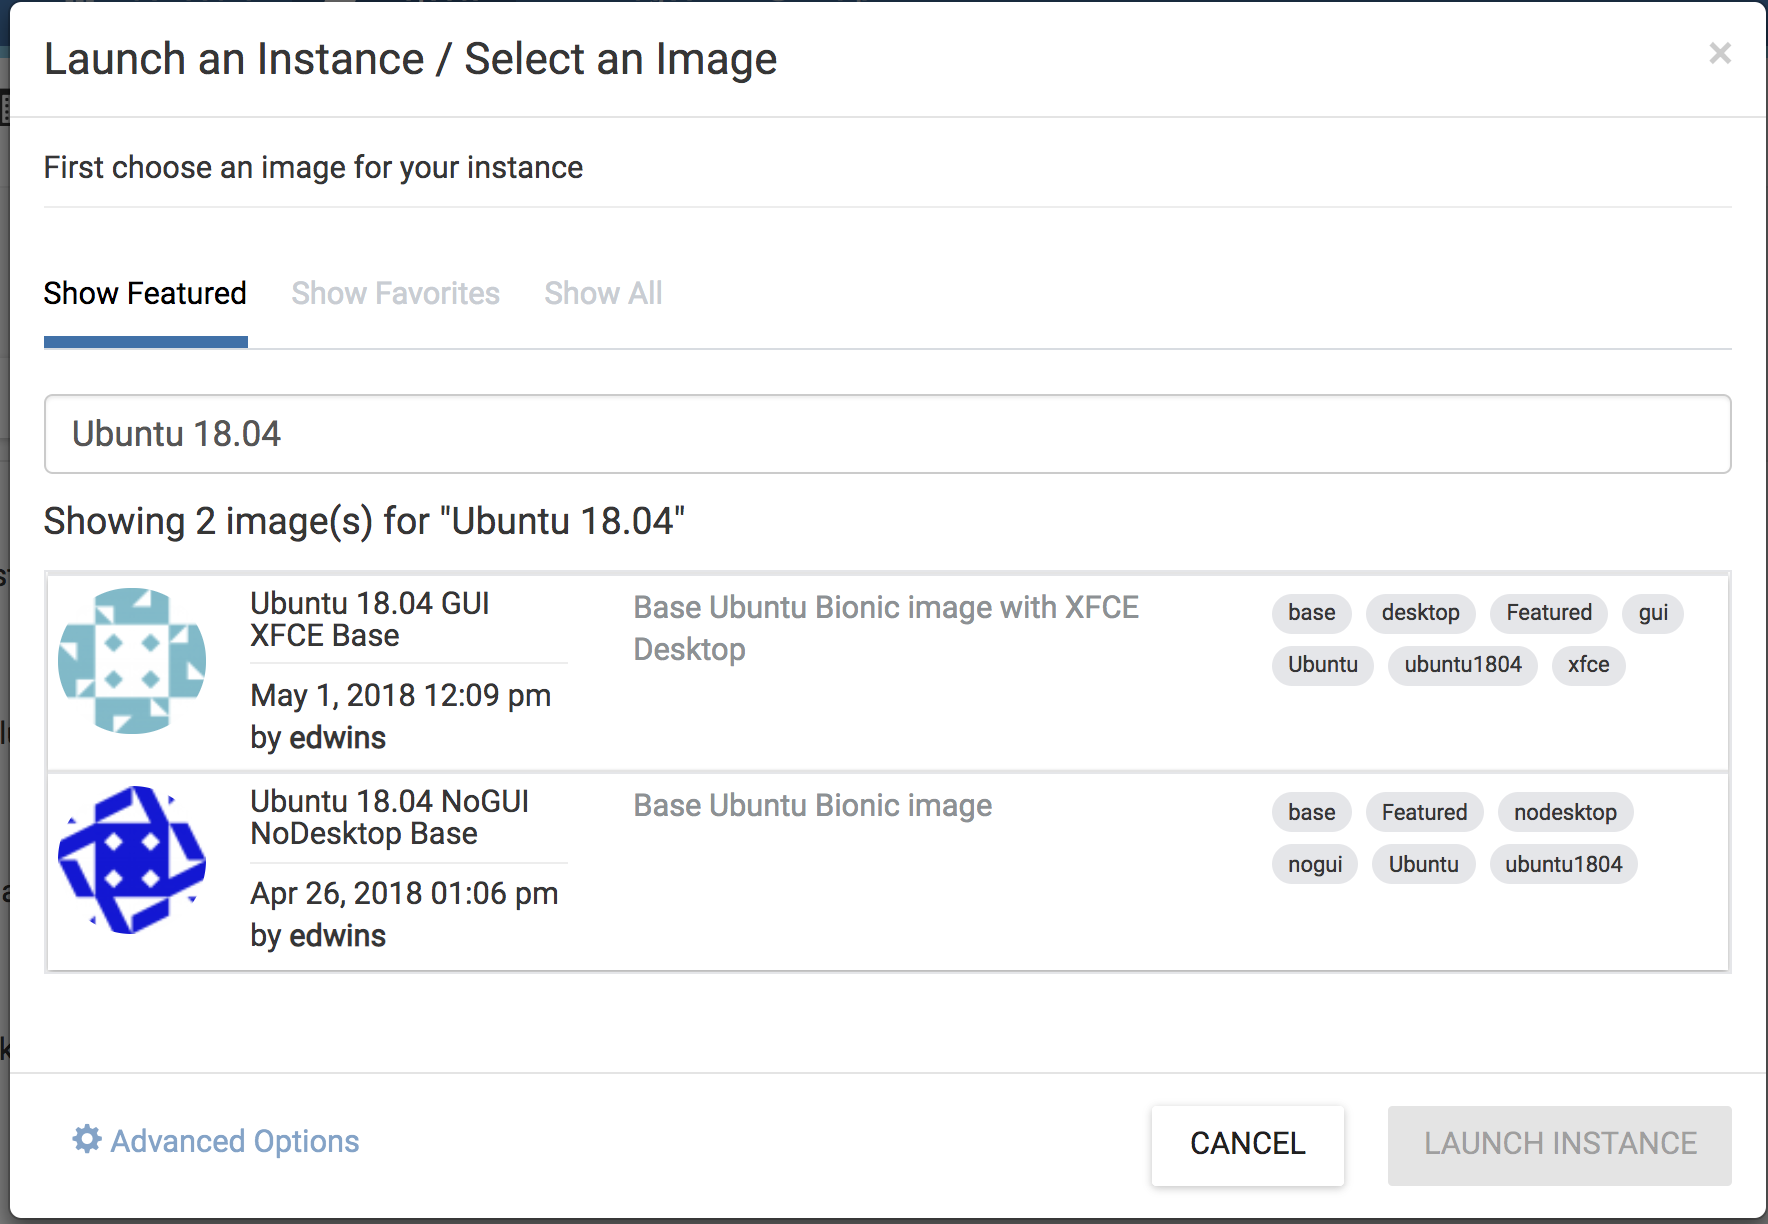 Launch an Instance / Select an Image
×
First choose an image for your instance
Show Featured Show Favorites Show All
Ubuntu 18.04
Showing 2 image(s) for "Ubuntu 18.04"
Ubuntu 18.04 GUI
XFCE Base
May 1, 2018 12:09 pm
by edwins
Base Ubuntu Bionic image with XFCE
Desktop
base desktop Featured gui
Ubuntu ubuntu1804 xfce
Ubuntu 18.04 NoGUI
NoDesktop Base
Apr 26, 2018 01:06 pm
by edwins
Base Ubuntu Bionic image
base Featured nodesktop
nogui Ubuntu ubuntu1804
Advanced Options
CANCEL
LAUNCH INSTANCE